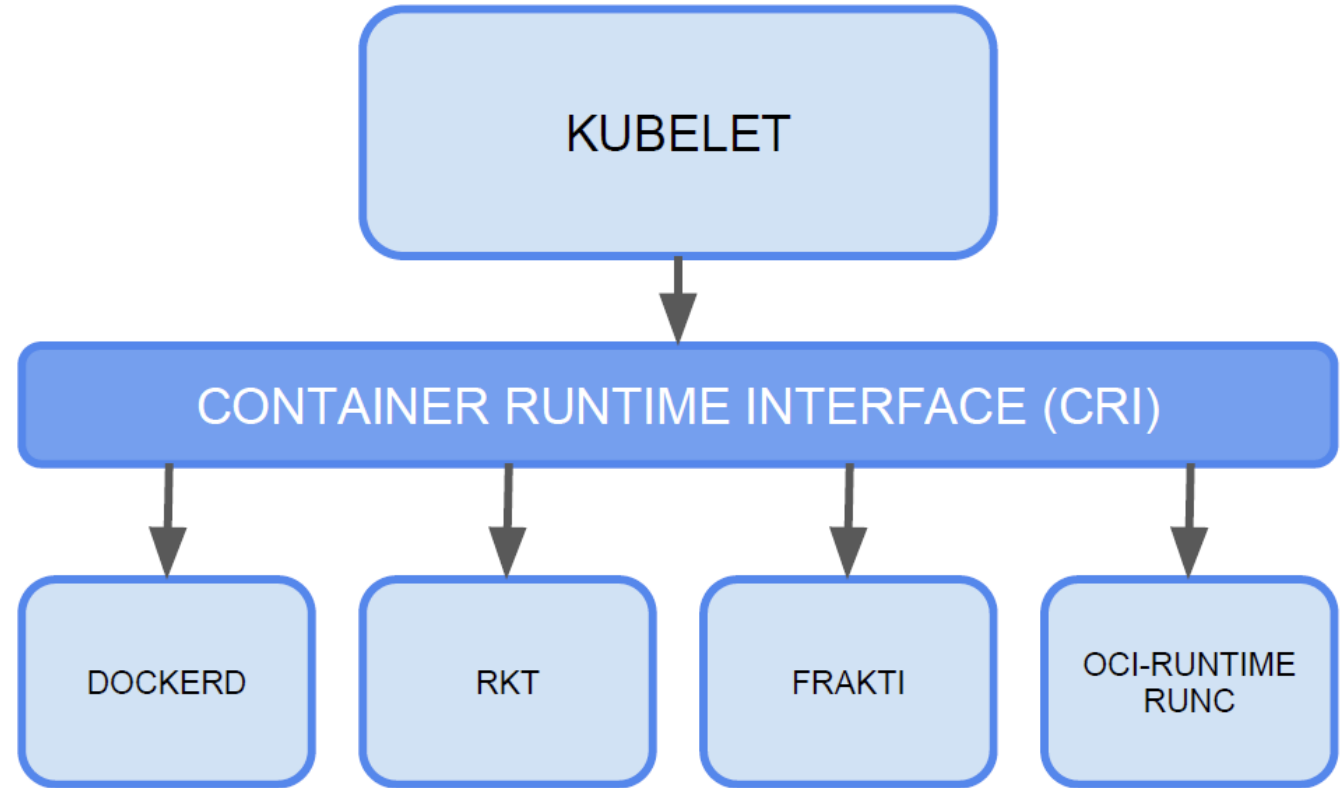 KUBELET
CONTAINER RUNTIME INTERFACE (CRI)
DOCKERD
RKT
FRAKTI
OCI-RUNTIME
RUNC